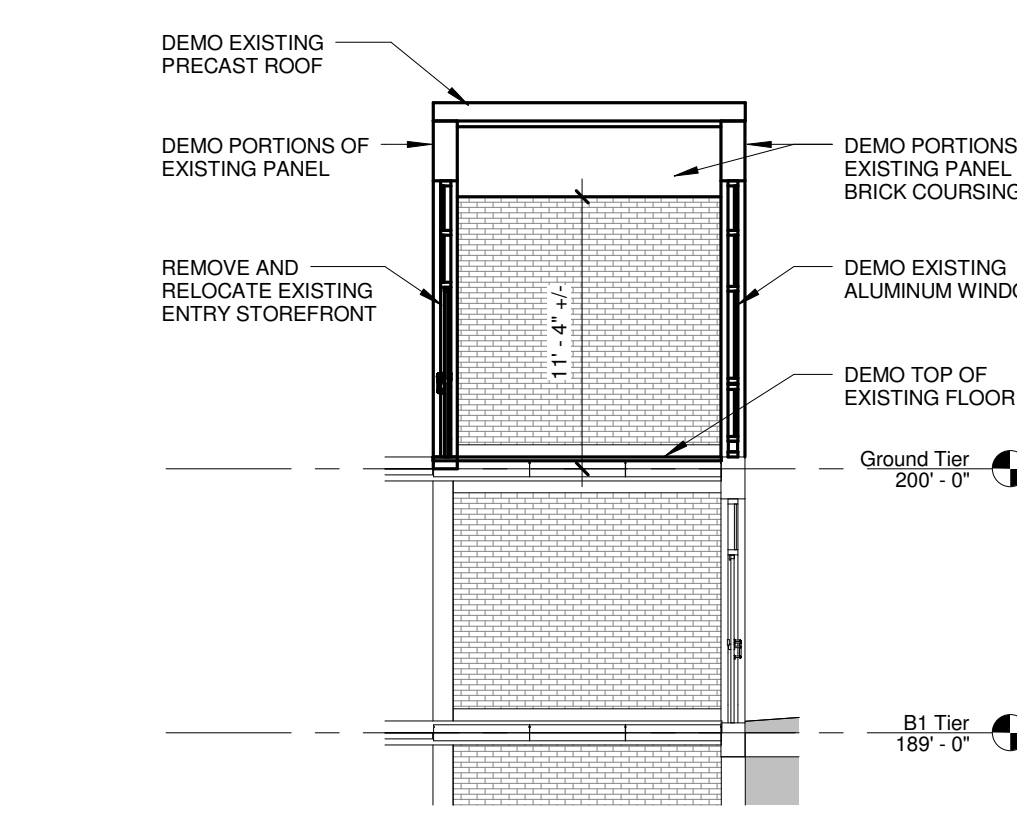 DEMO EXISTING
PRECAST ROOF
DEMO PORTIONS OF
EXISTING PANEL
REMOVE AND
RELOCATE EXISTING
ENTRY STOREFRONT
11' - 4" +/-
DEMO PORTIONS
EXISTING PANEL
BRICK COURSING
DEMO EXISTING
ALUMINUM
DEMO TOP OF
EXISTING FLOOR
Ground Tier
200' - 0"
B1 Tier
189' - 0"